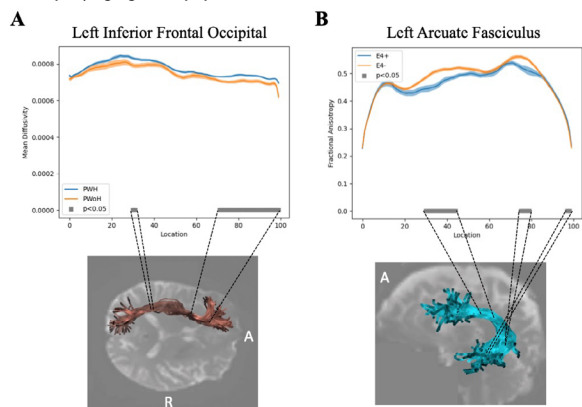 A
Left Inferior Frontal Occipital
0.0008
0.0006
0.0004
0.0002
0.0000
Mean Diffusivity
PWH
PWoH
p<0.05
0 20 40 60 80 100
Location
A
R
B
Left Arcuate Fasciculus
E4+
E4-
p<0.05
0.5
0.4
0.3
0.2
0.1
0.0
Fractional Anisotropy
0 20 40 60 80 100
Location
A